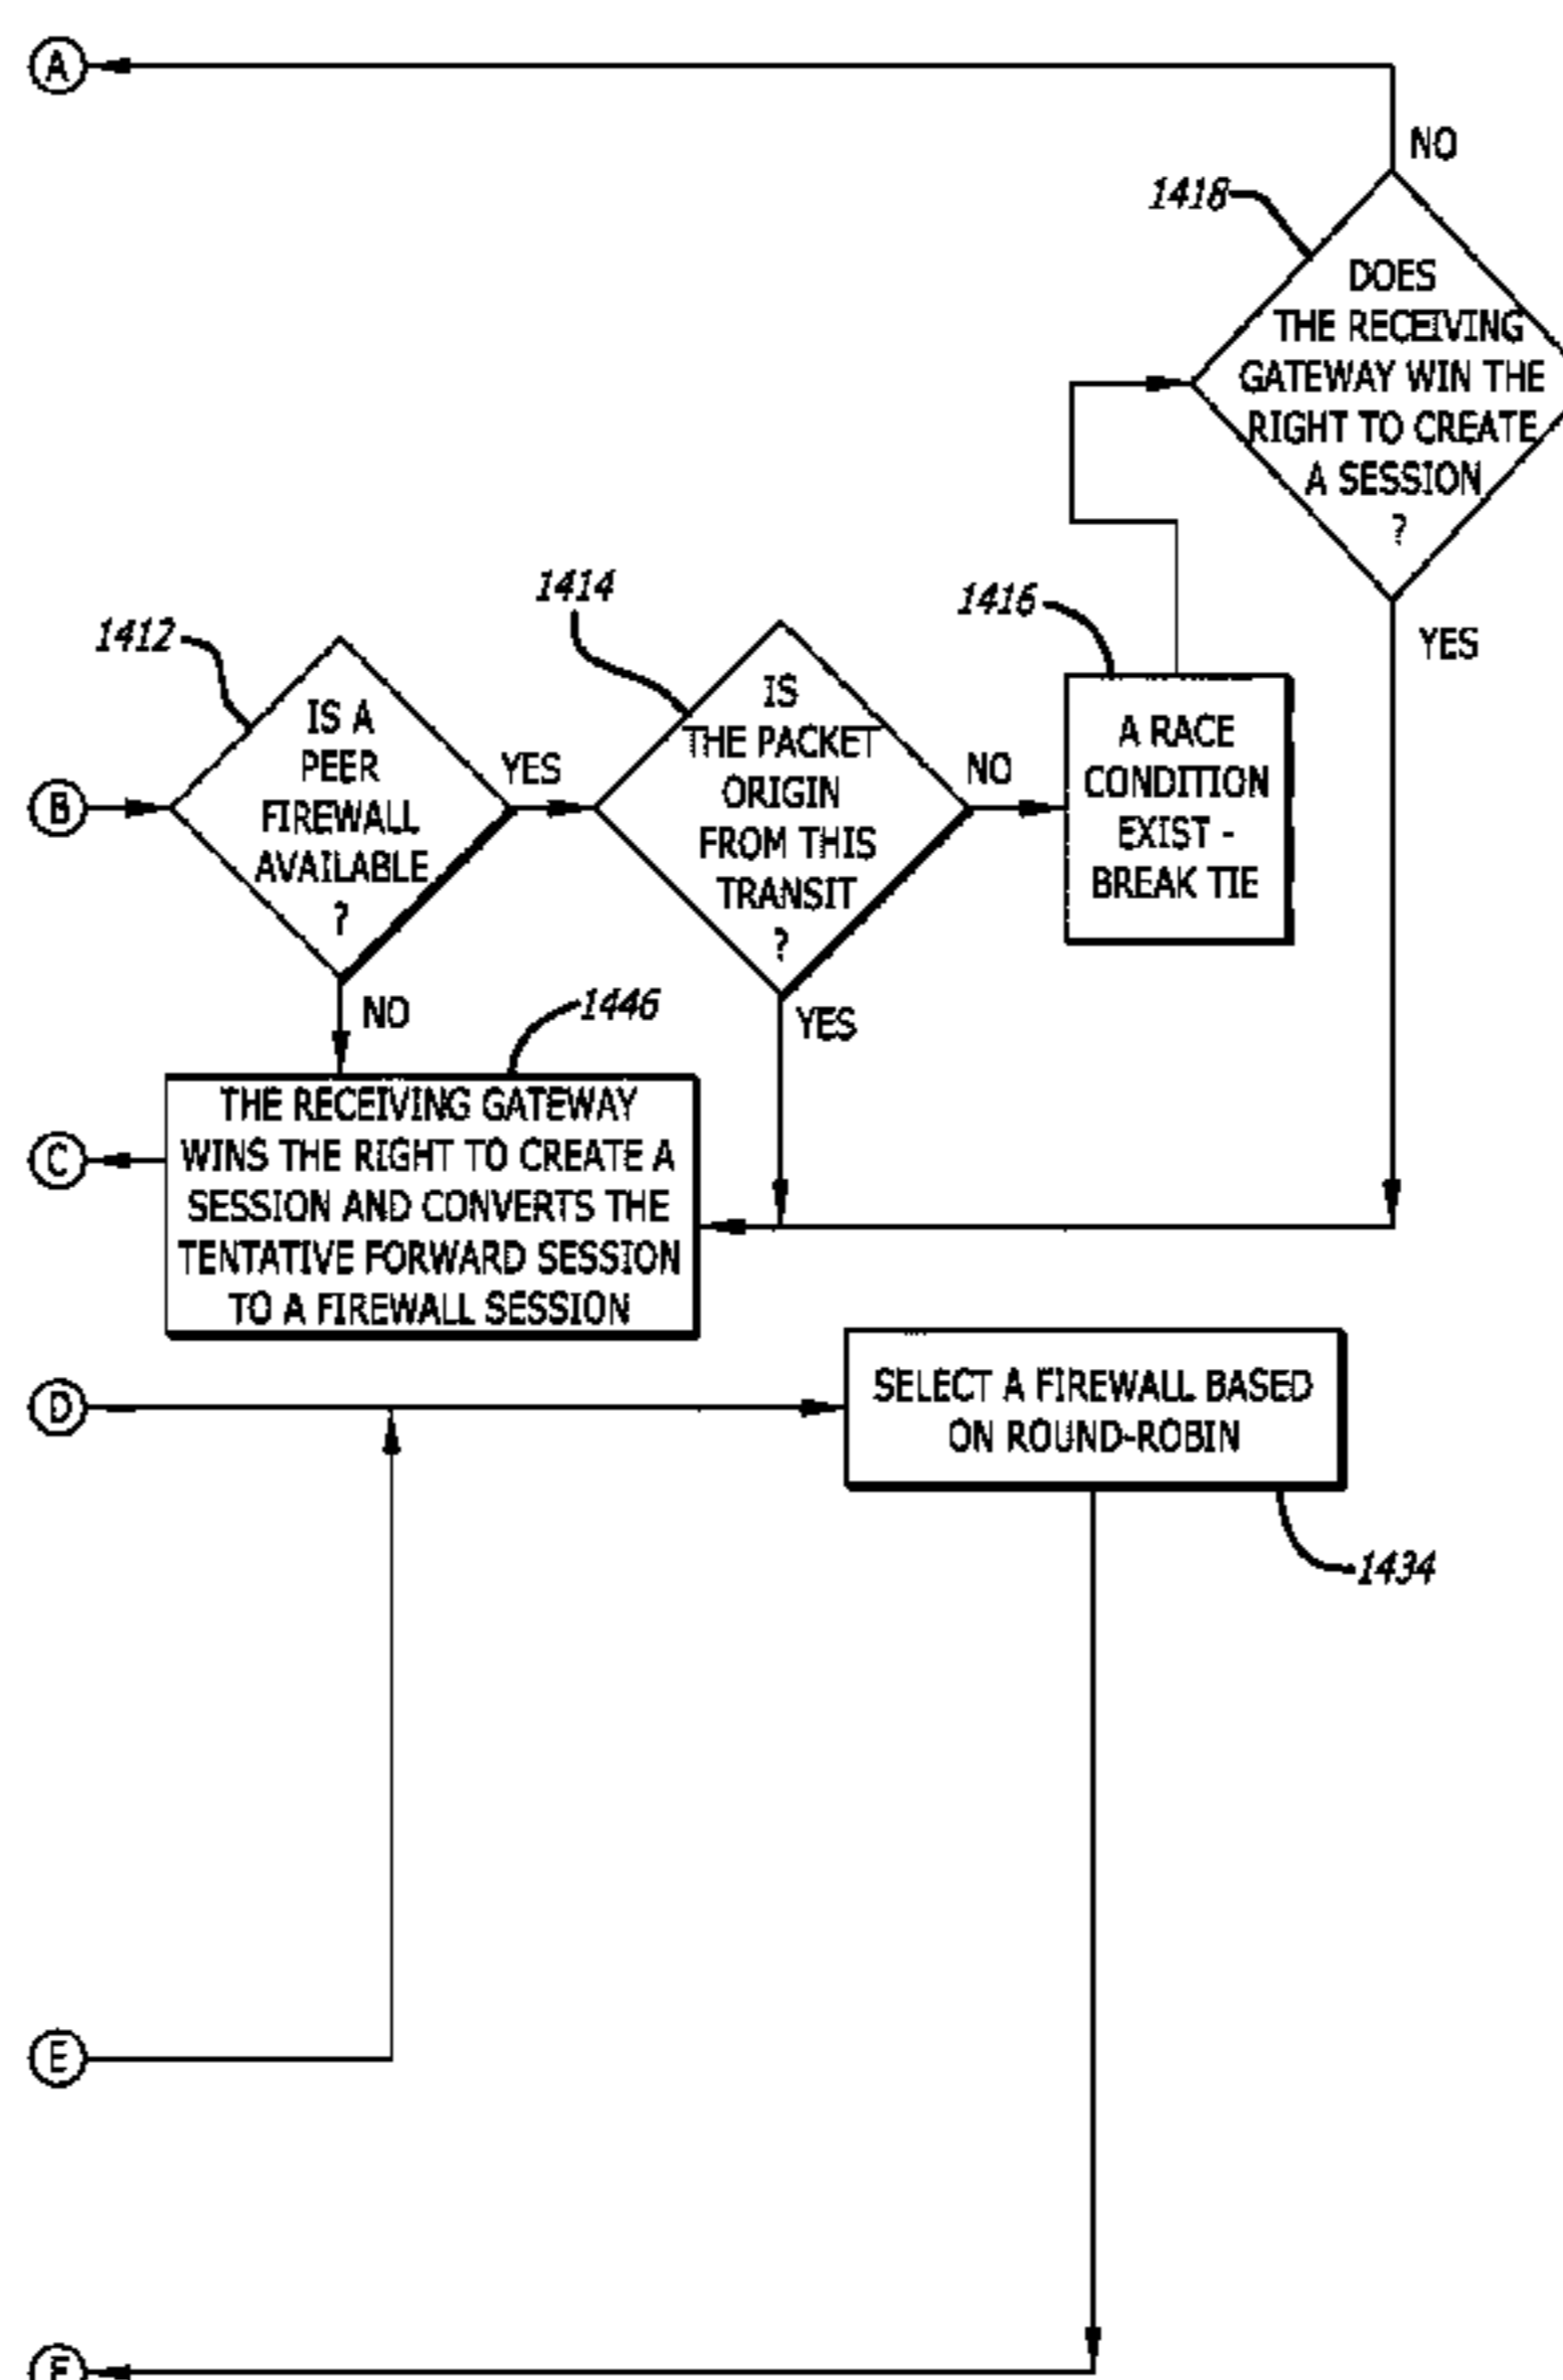 A
NO
1418
DOES
THE RECEIVING
GATEWAY WIN THE
RIGHT TO CREATE
A SESSION
?
YES
1412
IS A
PEER
FIREWALL
AVAILABLE
?
B
YES
NO
1414
IS
THE PACKET
ORIGIN
FROM THIS
TRANSIT
?
NO
YES
1416
A RACE
CONDITION
EXIST -
BREAK TIE
1446
THE RECEIVING GATEWAY
WINS THE RIGHT TO CREATE A
SESSION AND CONVERTS THE
TENTATIVE FORWARD SESSION
TO A FIREWALL SESSION
C
D
SELECT A FIREWALL BASED
ON ROUND-ROBIN
1434
E